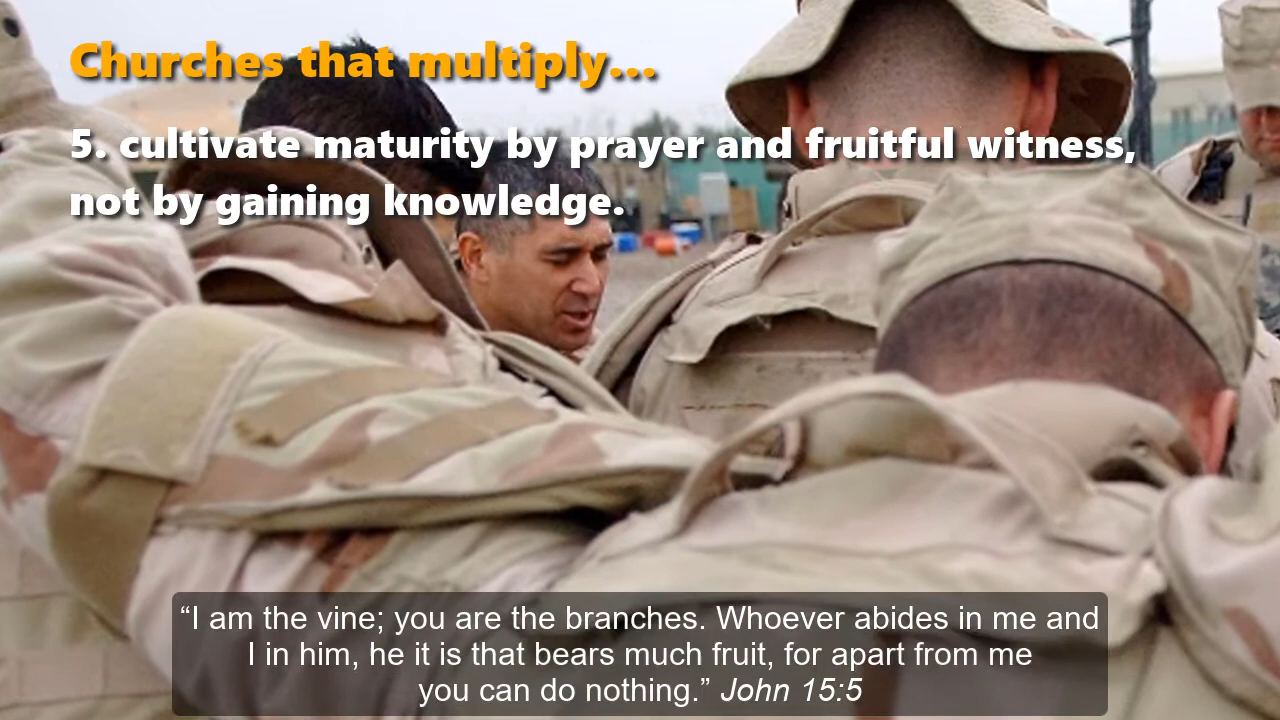 Churches that multiply...
5. cultivate maturity by prayer and fruitful witness,
not by gaining knowledge.
“I am the vine; you are the branches. Whoever abides in me and
I in him, he it is that bears much fruit, for apart from me
you can do nothing.” John 15:5